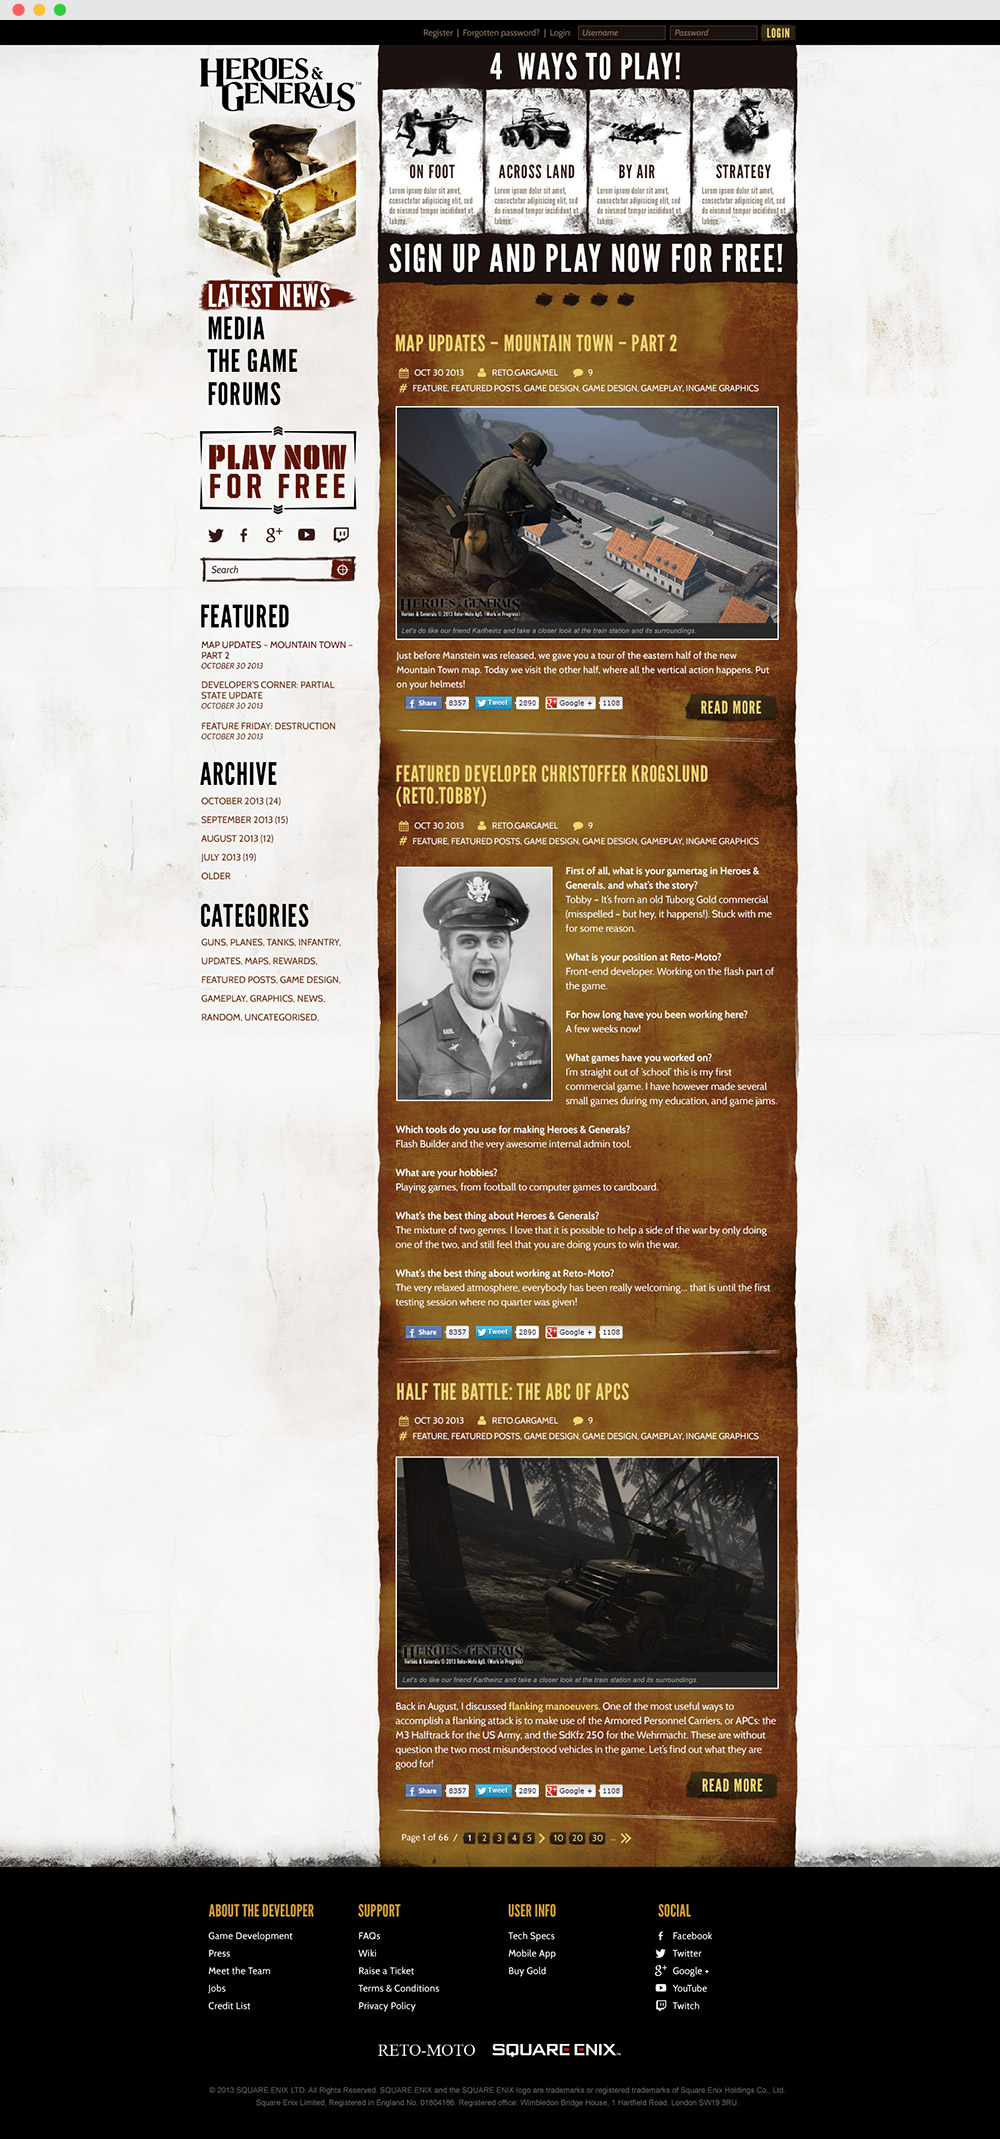 Register | Forgotten password? | Login: Username Password LOGIN
HEROES & GENERALS™
LATEST NEWS
MEDIA
THE GAME
FORUMS
PLAY NOW
FOR FREE
Search
FEATURED
MAP UPDATES – MOUNTAIN TOWN –
PART 2
OCTOBER 30 2013
DEVELOPER'S CORNER: PARTIAL
STATE UPDATE
OCTOBER 30 2013
FEATURE FRIDAY: DESTRUCTION
OCTOBER 30 2013
ARCHIVE
OCTOBER 2013 (24)
SEPTEMBER 2013 (15)
AUGUST 2013 (12)
JULY 2013 (19)
OLDER
CATEGORIES
GUNS, PLANES, TANKS, INFANTRY,
UPDATES, MAPS, REWARDS,
FEATURED POSTS, GAME DESIGN,
GAMEPLAY, GRAPHICS, NEWS,
RANDOM, UNCATEGORISED,
4 WAYS TO PLAY!
ON FOOT
Lorem ipsum dolor sit amet,
consectetur adipisicing elit, sed
do eiusmod tempor incididunt ut
labore.
ACROSS LAND
Lorem ipsum dolor sit amet,
consectetur adipisicing elit, sed
do eiusmod tempor incididunt ut
labore.
BY AIR
Lorem ipsum dolor sit amet,
consectetur adipisicing elit, sed
do eiusmod tempor incididunt ut
labore.
STRATEGY
Lorem ipsum dolor sit amet,
consectetur adipisicing elit, sed
do eiusmod tempor incididunt ut
labore.
SIGN UP AND PLAY NOW FOR FREE!
MAP UPDATES – MOUNTAIN TOWN – PART 2
OCT 30 2013 RETO.GARGAMEL 9
# FEATURE, FEATURED POSTS, GAME DESIGN, GAME DESIGN, GAMEPLAY, INGAME GRAPHICS
HEROES & GENERALS
Heroes & Generals © 2013 Reto-Moto ApS. (Work in Progress)
Let's do like our friend Karlheinz and take a closer look at the train station and its surroundings.
Just before Manstein was released, we gave you a tour of the eastern half of the new
Mountain Town map. Today we visit the other half, where all the vertical action happens. Put
on your helmets!
Share 8357 Tweet 2890 Google + 1108
READ MORE
FEATURED DEVELOPER CHRISTOFFER KROGSLUND
(RETO.TOBBY)
OCT 30 2013 RETO.GARGAMEL 9
# FEATURE, FEATURED POSTS, GAME DESIGN, GAME DESIGN, GAMEPLAY, INGAME GRAPHICS
First of all, what is your gamertag in Heroes &
Generals, and what's the story?
Tobby – It's from an old Tuborg Gold commercial
(misspelled – but hey, it happens!). Stuck with me
for some reason.
What is your position at Reto-Moto?
Front-end developer. Working on the flash part of
the game.
For how long have you been working here?
A few weeks now!
What games have you worked on?
I'm straight out of 'school' this is my first
commercial game. I have however made several
small games during my education, and game jams.
Which tools do you use for making Heroes & Generals?
Flash Builder and the very awesome internal admin tool.
What are your hobbies?
Playing games, from football to computer games to cardboard.
What's the best thing about Heroes & Generals?
The mixture of two genres. I love that it is possible to help a side of the war by only doing
one of the two, and still feel that you are doing yours to win the war.
What's the best thing about working at Reto-Moto?
The very relaxed atmosphere, everybody has been really welcoming... that is until the first
testing session where no quarter was given!
Share 8357 Tweet 2890 Google + 1108
HALF THE BATTLE: THE ABC OF APCS
OCT 30 2013 RETO.GARGAMEL 9
# FEATURE, FEATURED POSTS, GAME DESIGN, GAME DESIGN, GAMEPLAY, INGAME GRAPHICS
HEROES & GENERALS
Heroes & Generals © 2013 Reto-Moto ApS. (Work in Progress)
Let's do like our friend Karlheinz and take a closer look at the train station and its surroundings.
Back in August, I discussed flanking manoeuvers. One of the most useful ways to
accomplish a flanking attack is to make use of the Armored Personnel Carriers, or APCs: the
M3 Halftrack for the US Army, and the SdKfz 250 for the Wehrmacht. These are without
question the two most misunderstood vehicles in the game. Let's find out what they are
good for!
Share 8357 Tweet 2890 Google + 1108
READ MORE
Page 1 of 66 / 1 2 3 4 5 10 20 30 ...
ABOUT THE DEVELOPER
Game Development
Press
Meet the Team
Jobs
Credit List
SUPPORT
FAQs
Wiki
Raise a Ticket
Terms & Conditions
Privacy Policy
USER INFO
Tech Specs
Mobile App
Buy Gold
SOCIAL
Facebook
Twitter
Google +
YouTube
Twitch
RETO-MOTO SQUARE ENIX™
© 2013 SQUARE ENIX LTD. All Rights Reserved. SQUARE ENIX and the SQUARE ENIX logo are trademarks or registered trademarks of Square Enix Holdings Co., Ltd.
Square Enix Limited, Registered in England No. 01804186. Registered office: Wimbledon Bridge House, 1 Hartfield Road, London SW19 3RU.